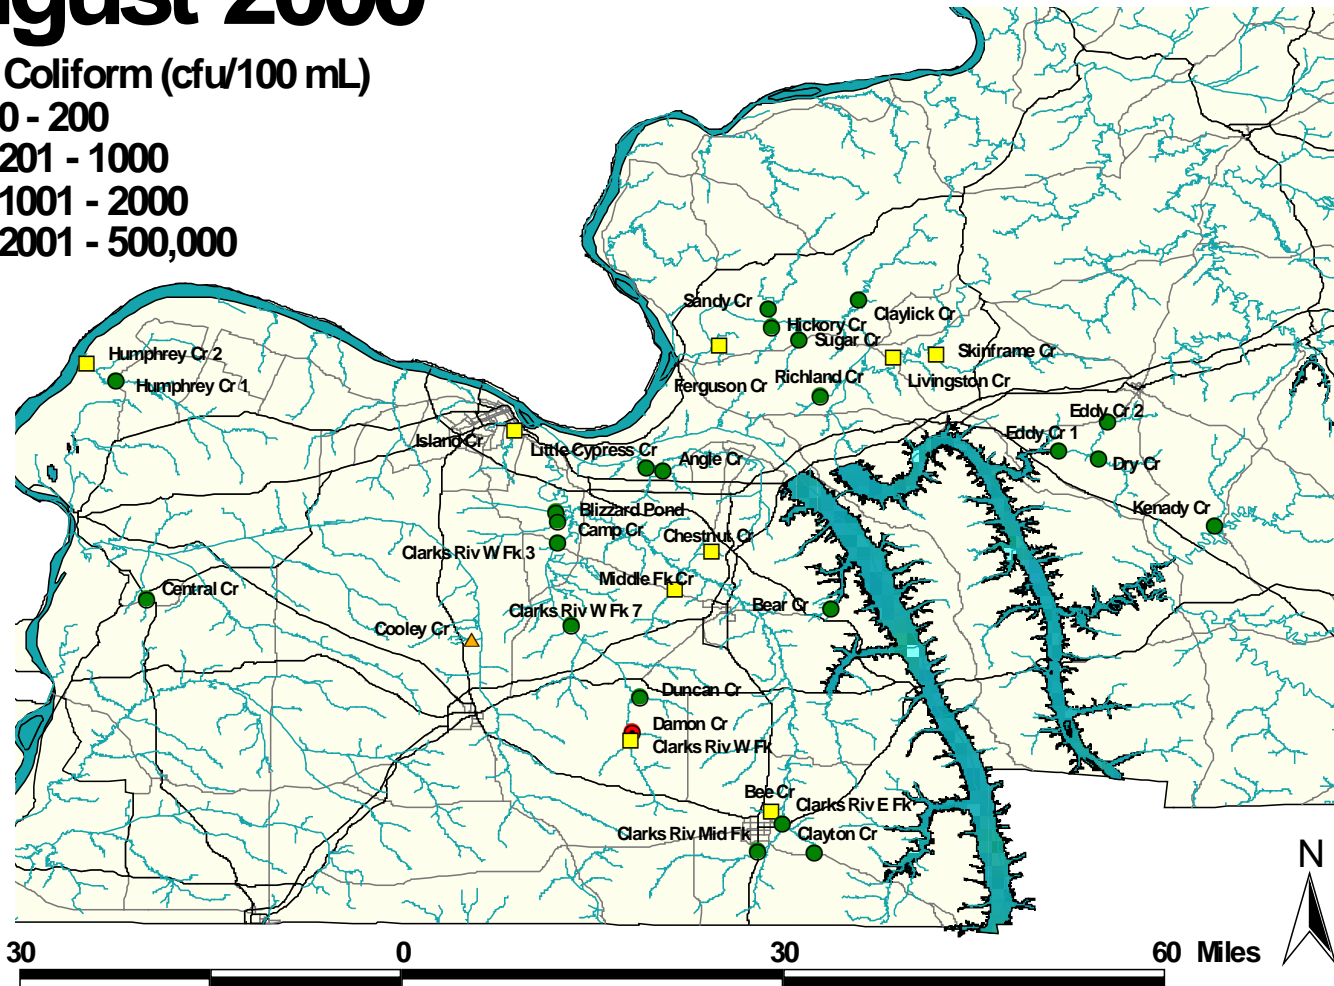 ugust 2000
Coliform (cfu/100 mL)
0 - 200
201 - 1000
1001 - 2000
2001 - 500,000
Sandy Cr
Claylick Cr
Hickory Cr
Sugar Cr
Humphrey Cr 2
Skinframe Cr
Humphrey Cr 1
Ferguson Cr
Richland Cr
Livingston Cr
Eddy Cr 2
Island Cr
Eddy Cr 1
Little Cypress Cr
Angle Cr
Dry Cr
Blizzard Pond
Kenady Cr
Camp Cr
Chestnut Cr
Clarks Riv W Fk 3
Middle Fk Cr
Central Cr
Bear Cr
Clarks Riv W Fk 7
Cooley Cr
Duncan Cr
Damon Cr
Clarks Riv W Fk
Bee Cr
Clarks Riv E Fk
Clarks Riv Mid Fk
Clayton Cr
N
30 0 30 60 Miles